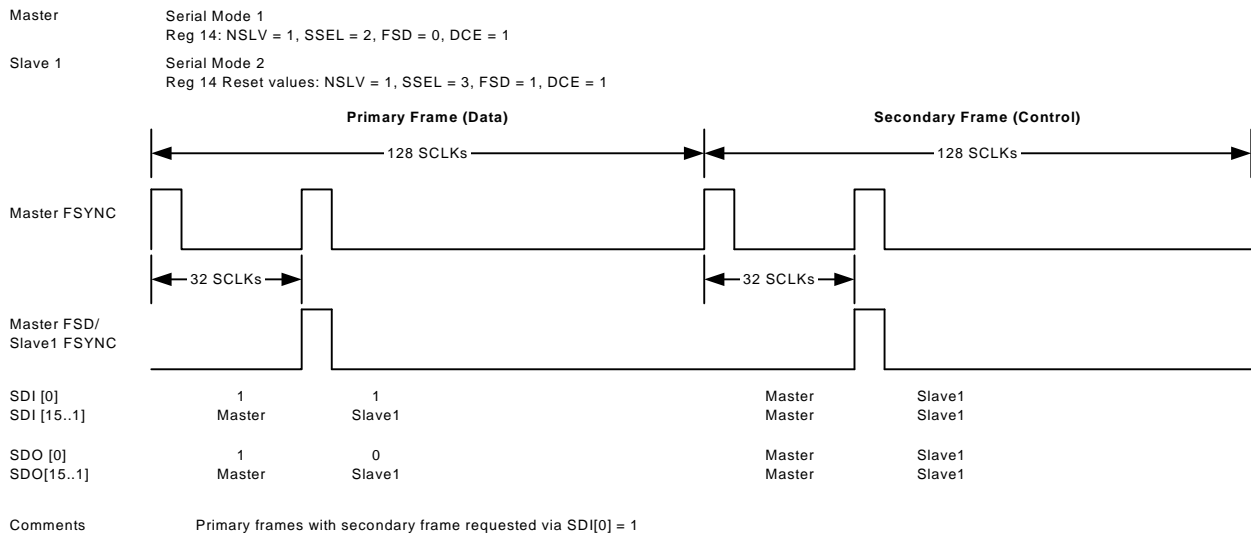 Master Serial Mode 1
Reg 14: NSLV = 1, SSEL = 2, FSD = 0, DCE = 1
Slave 1 Serial Mode 2
Reg 14 Reset values: NSLV = 1, SSEL = 3, FSD = 1, DCE = 1
Primary Frame (Data) Secondary Frame (Control)
128 SCLKs 128 SCLKs
Master FSYNC
32 SCLKs 32 SCLKs
Master FSD/
Slave1 FSYNC
SDI [0] 1 1 Master Slave1
SDI [15..1] Master Slave1 Master Slave1
SDO [0] 1 0 Master Slave1
SDO[15..1] Master Slave1 Master Slave1
Comments Primary frames with secondary frame requested via SDI[0] = 1